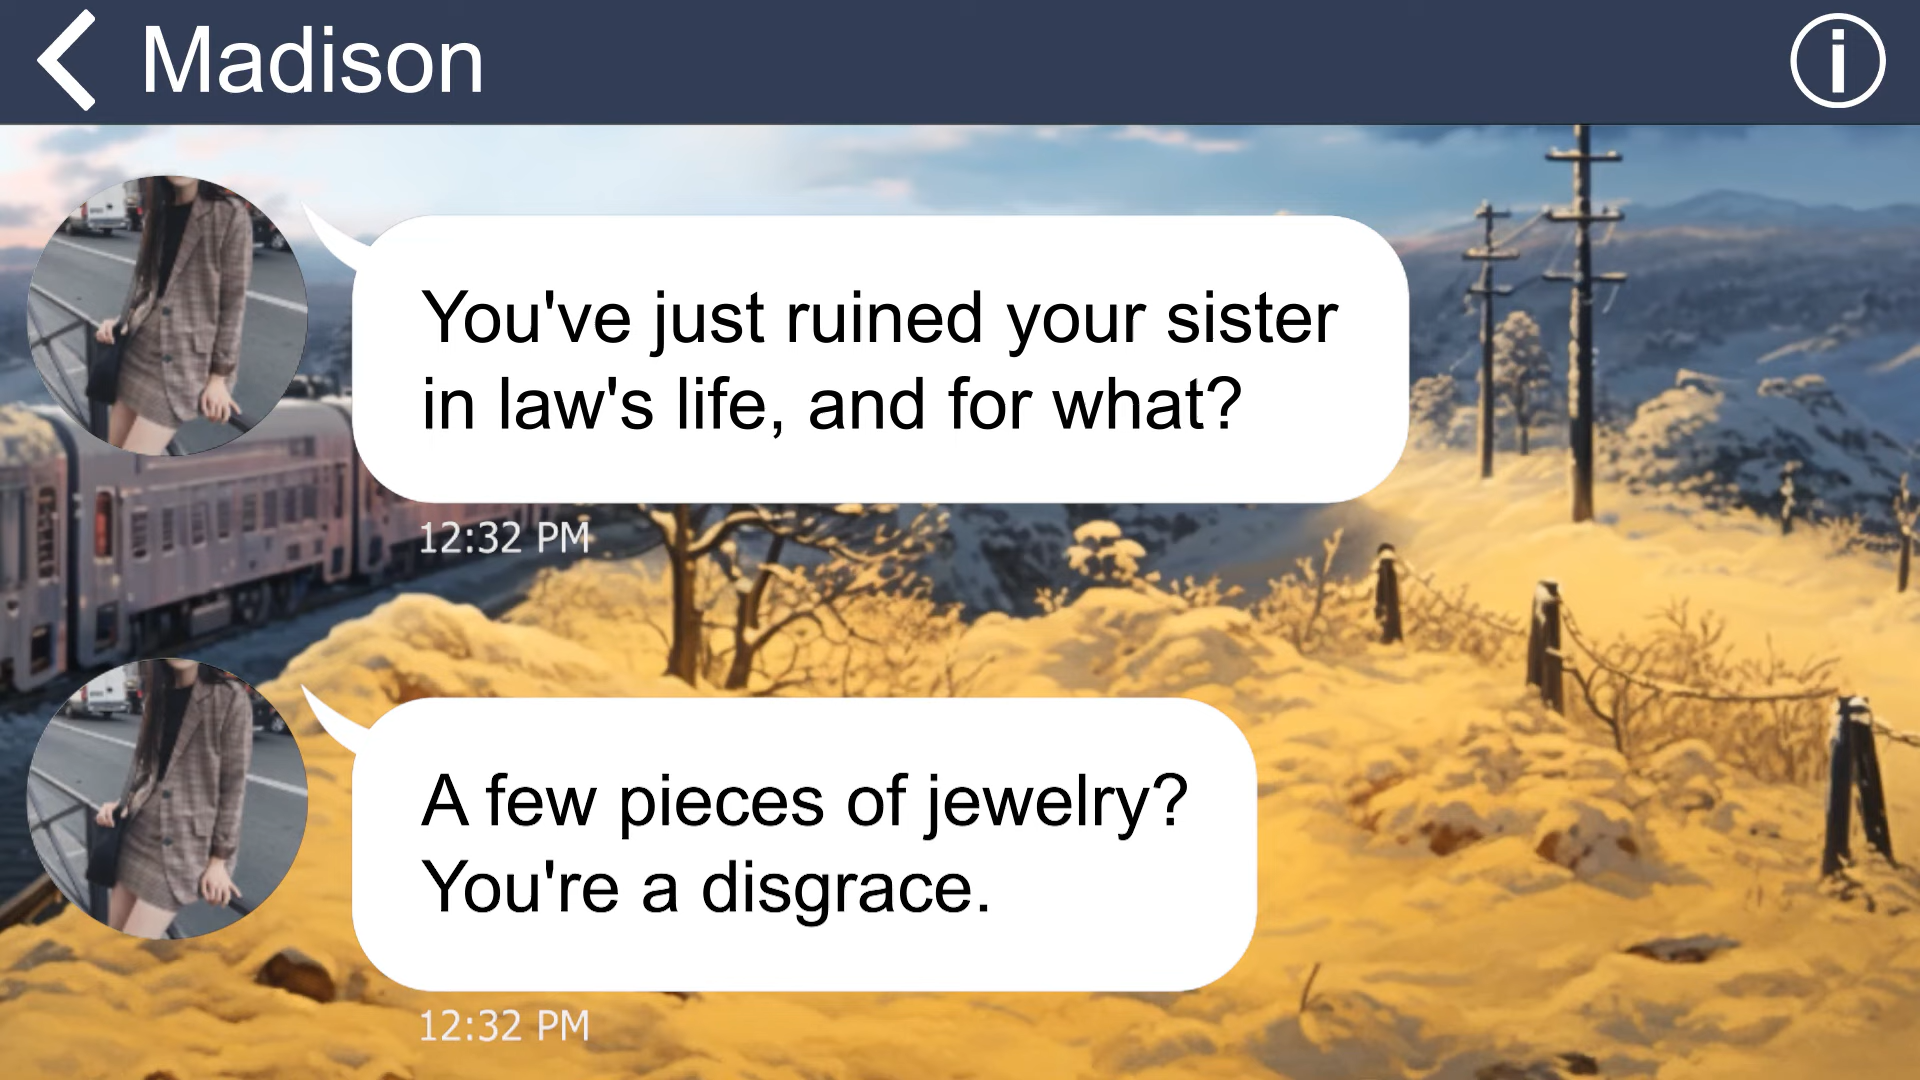 Madison
You've just ruined your sister
in law's life, and for what?
12:32 PM
A few pieces of jewelry?
You're a disgrace.
12:32 PM